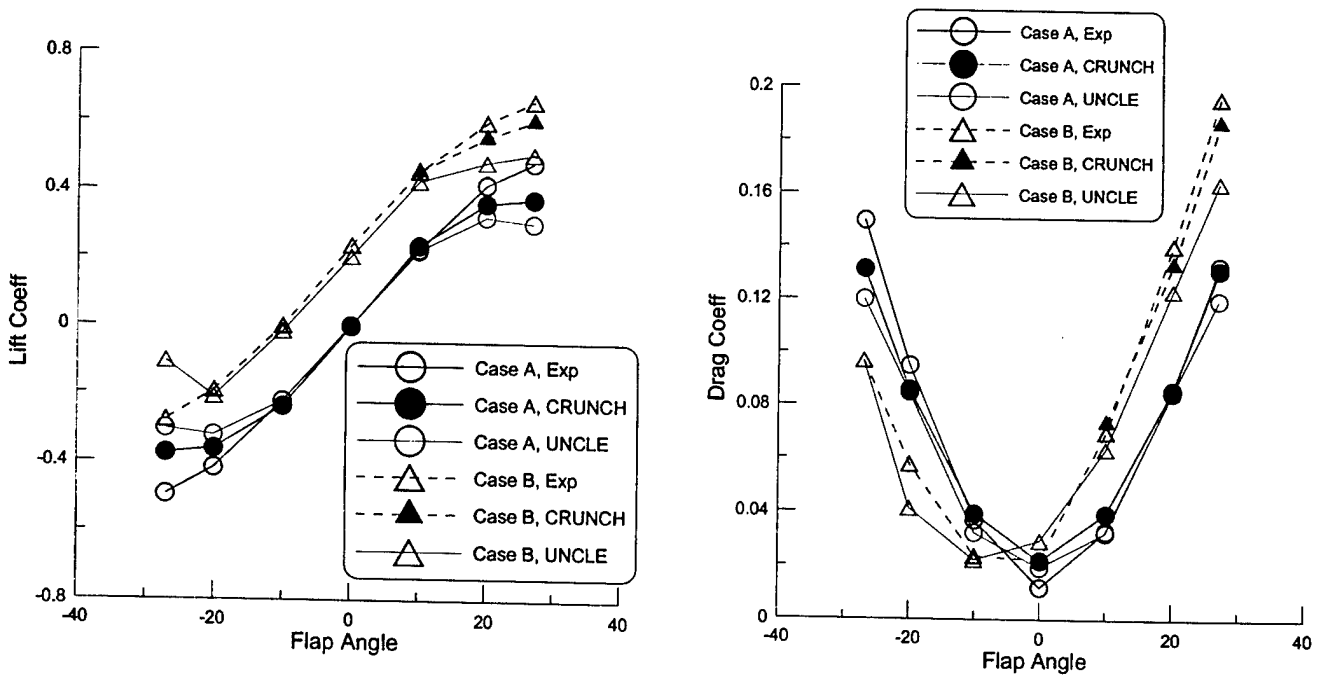 0.8
0.4
0
-0.4
-0.8
Lift Coeff
-40
-20
0
20
40
Flap Angle
Case A, Exp
Case A, CRUNCH
Case A, UNCLE
Case B, Exp
Case B, CRUNCH
Case B, UNCLE
Case A, Exp
Case A, CRUNCH
Case A, UNCLE
Case B, Exp
Case B, CRUNCH
Case B, UNCLE
0.2
0.16
0.12
0.08
0.04
0
Drag Coeff
-40
-20
0
20
40
Flap Angle